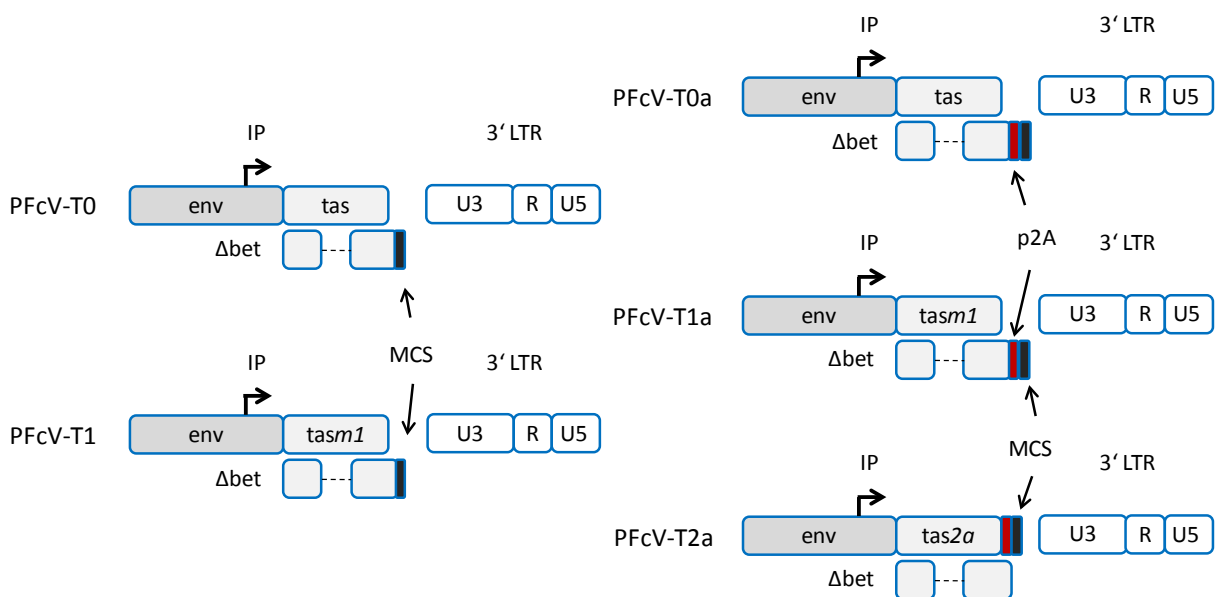 IP 3‘ LTR
PFcV-T0 env tas U3 R U5
Δbet
MCS
IP 3‘ LTR
PFcV-T1 env tasm1 U3 R U5
Δbet
IP 3‘ LTR
PFcV-T0a env tas U3 R U5
Δbet
p2A
IP 3‘ LTR
PFcV-T1a env tasm1 U3 R U5
Δbet
MCS
IP 3‘ LTR
PFcV-T2a env tas2a U3 R U5
Δbet